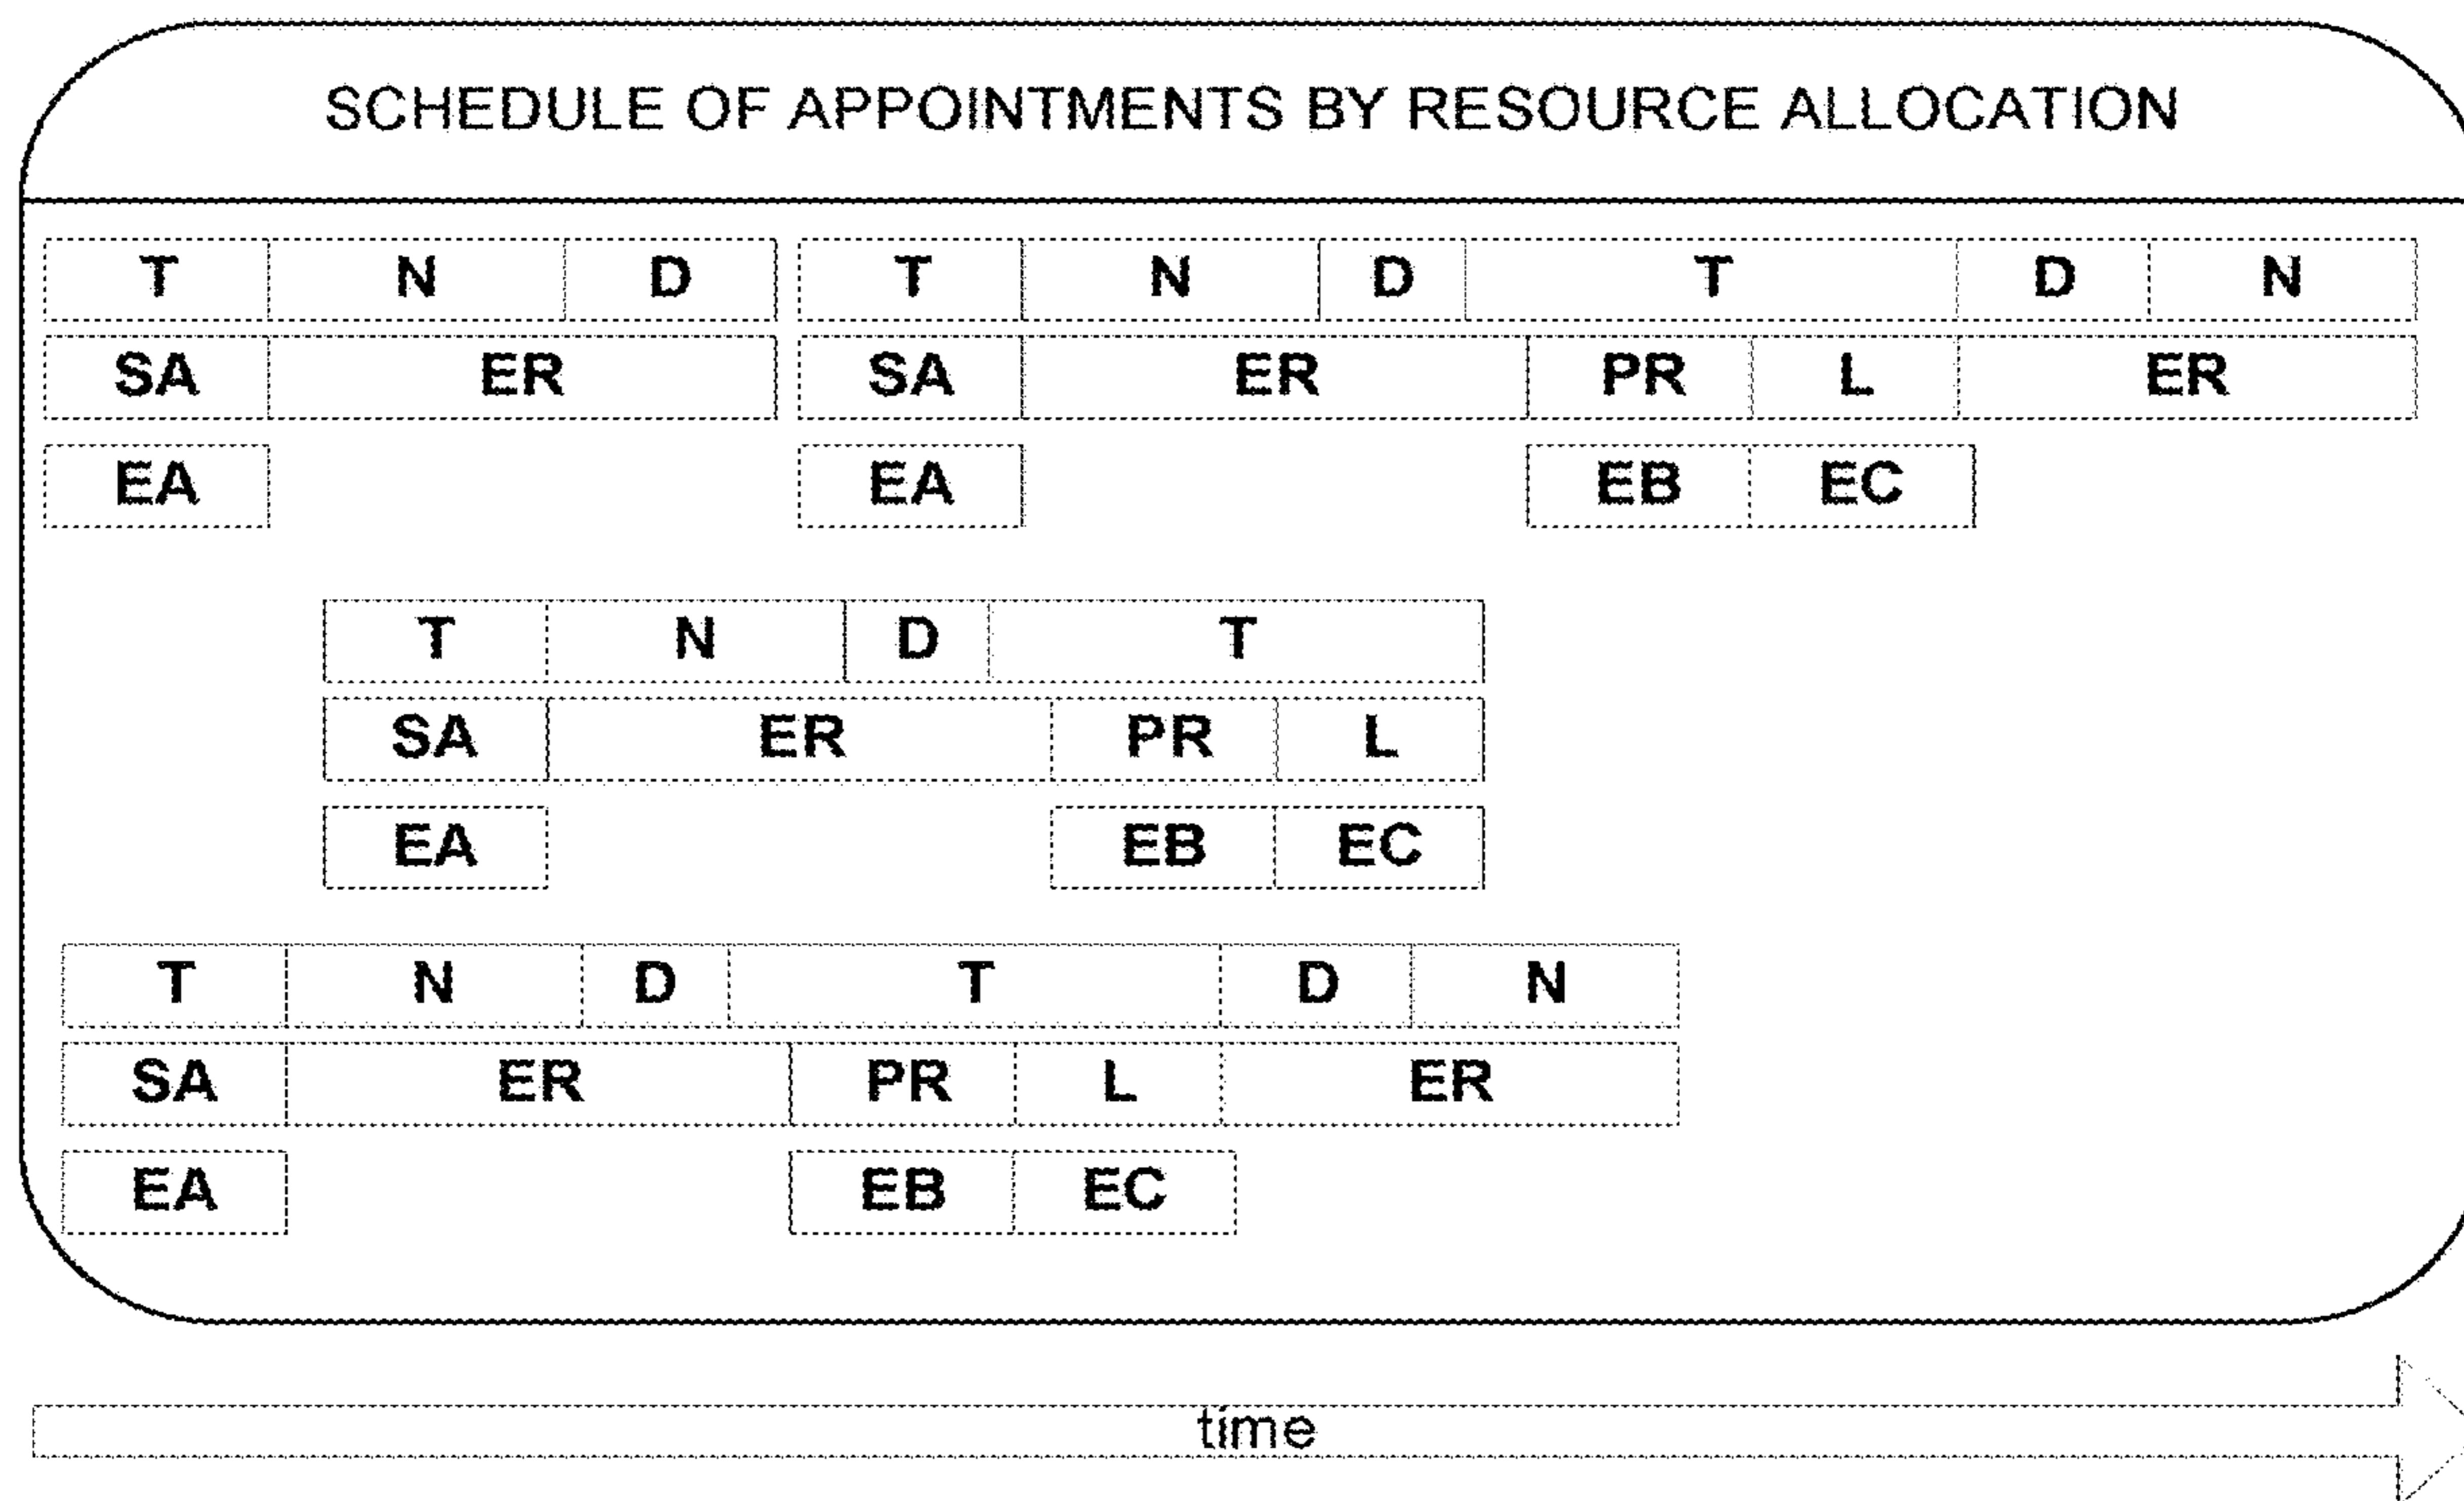 SCHEDULE OF APPOINTMENTS BY RESOURCE ALLOCATION
T N D T N D T D N
SA ER SA ER PR L ER
EA EA EB EC
T N D T
SA ER PR L
EA EB EC
T N D T D N
SA ER PR L ER
EA EB EC
time